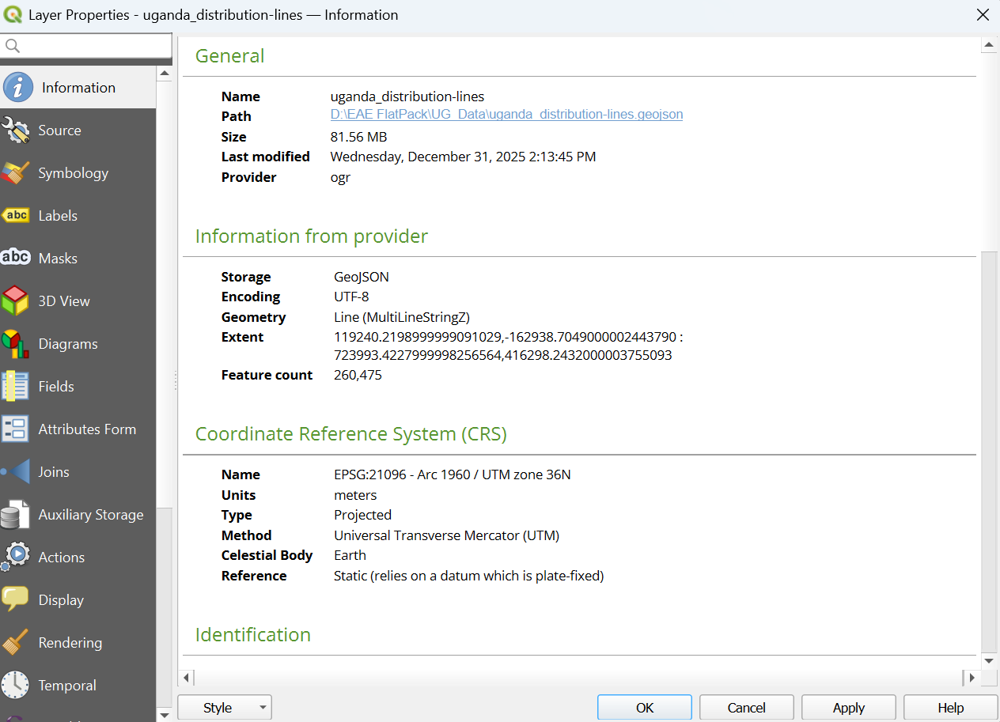 Layer Properties - uganda_distribution-lines — Information
Information
Source
Symbology
abc Labels
abc Masks
3D View
Diagrams
Fields
Attributes Form
Joins
Auxiliary Storage
Actions
Display
Rendering
Temporal
General
Name uganda_distribution-lines
Path D:\EAE FlatPack\UG_Data\uganda_distribution-lines.geojson
Size 81.56 MB
Last modified Wednesday, December 31, 2025 2:13:45 PM
Provider ogr
Information from provider
Storage GeoJSON
Encoding UTF-8
Geometry Line (MultiLineStringZ)
Extent 119240.2198999999091029,-162938.7049000002443790 :
723993.4227999998256564,416298.2432000003755093
Feature count 260,475
Coordinate Reference System (CRS)
Name EPSG:21096 - Arc 1960 / UTM zone 36N
Units meters
Type Projected
Method Universal Transverse Mercator (UTM)
Celestial Body Earth
Reference Static (relies on a datum which is plate-fixed)
Identification
Style OK Cancel Apply Help